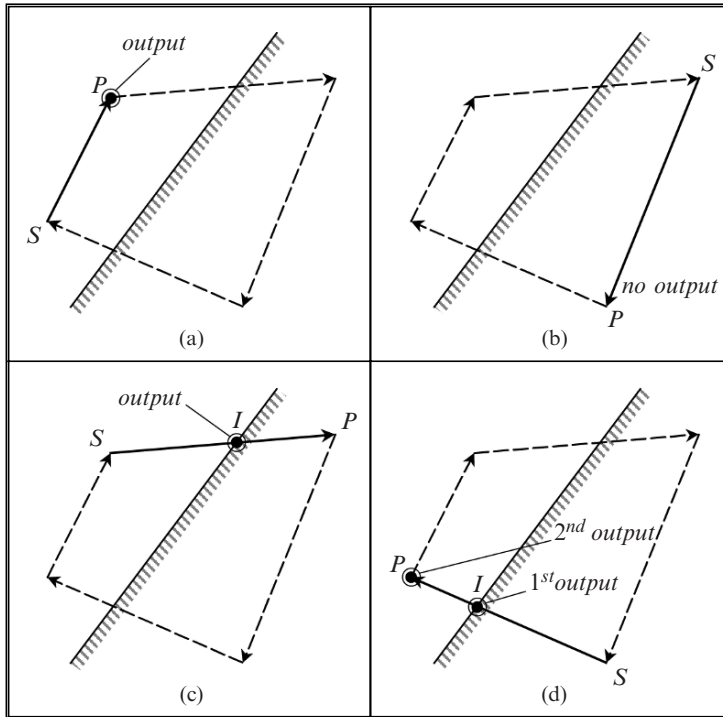 output
P
S
(a)
S
no output
P
(b)
output
I
S
P
(c)
2nd output
P
I
1st output
S
(d)